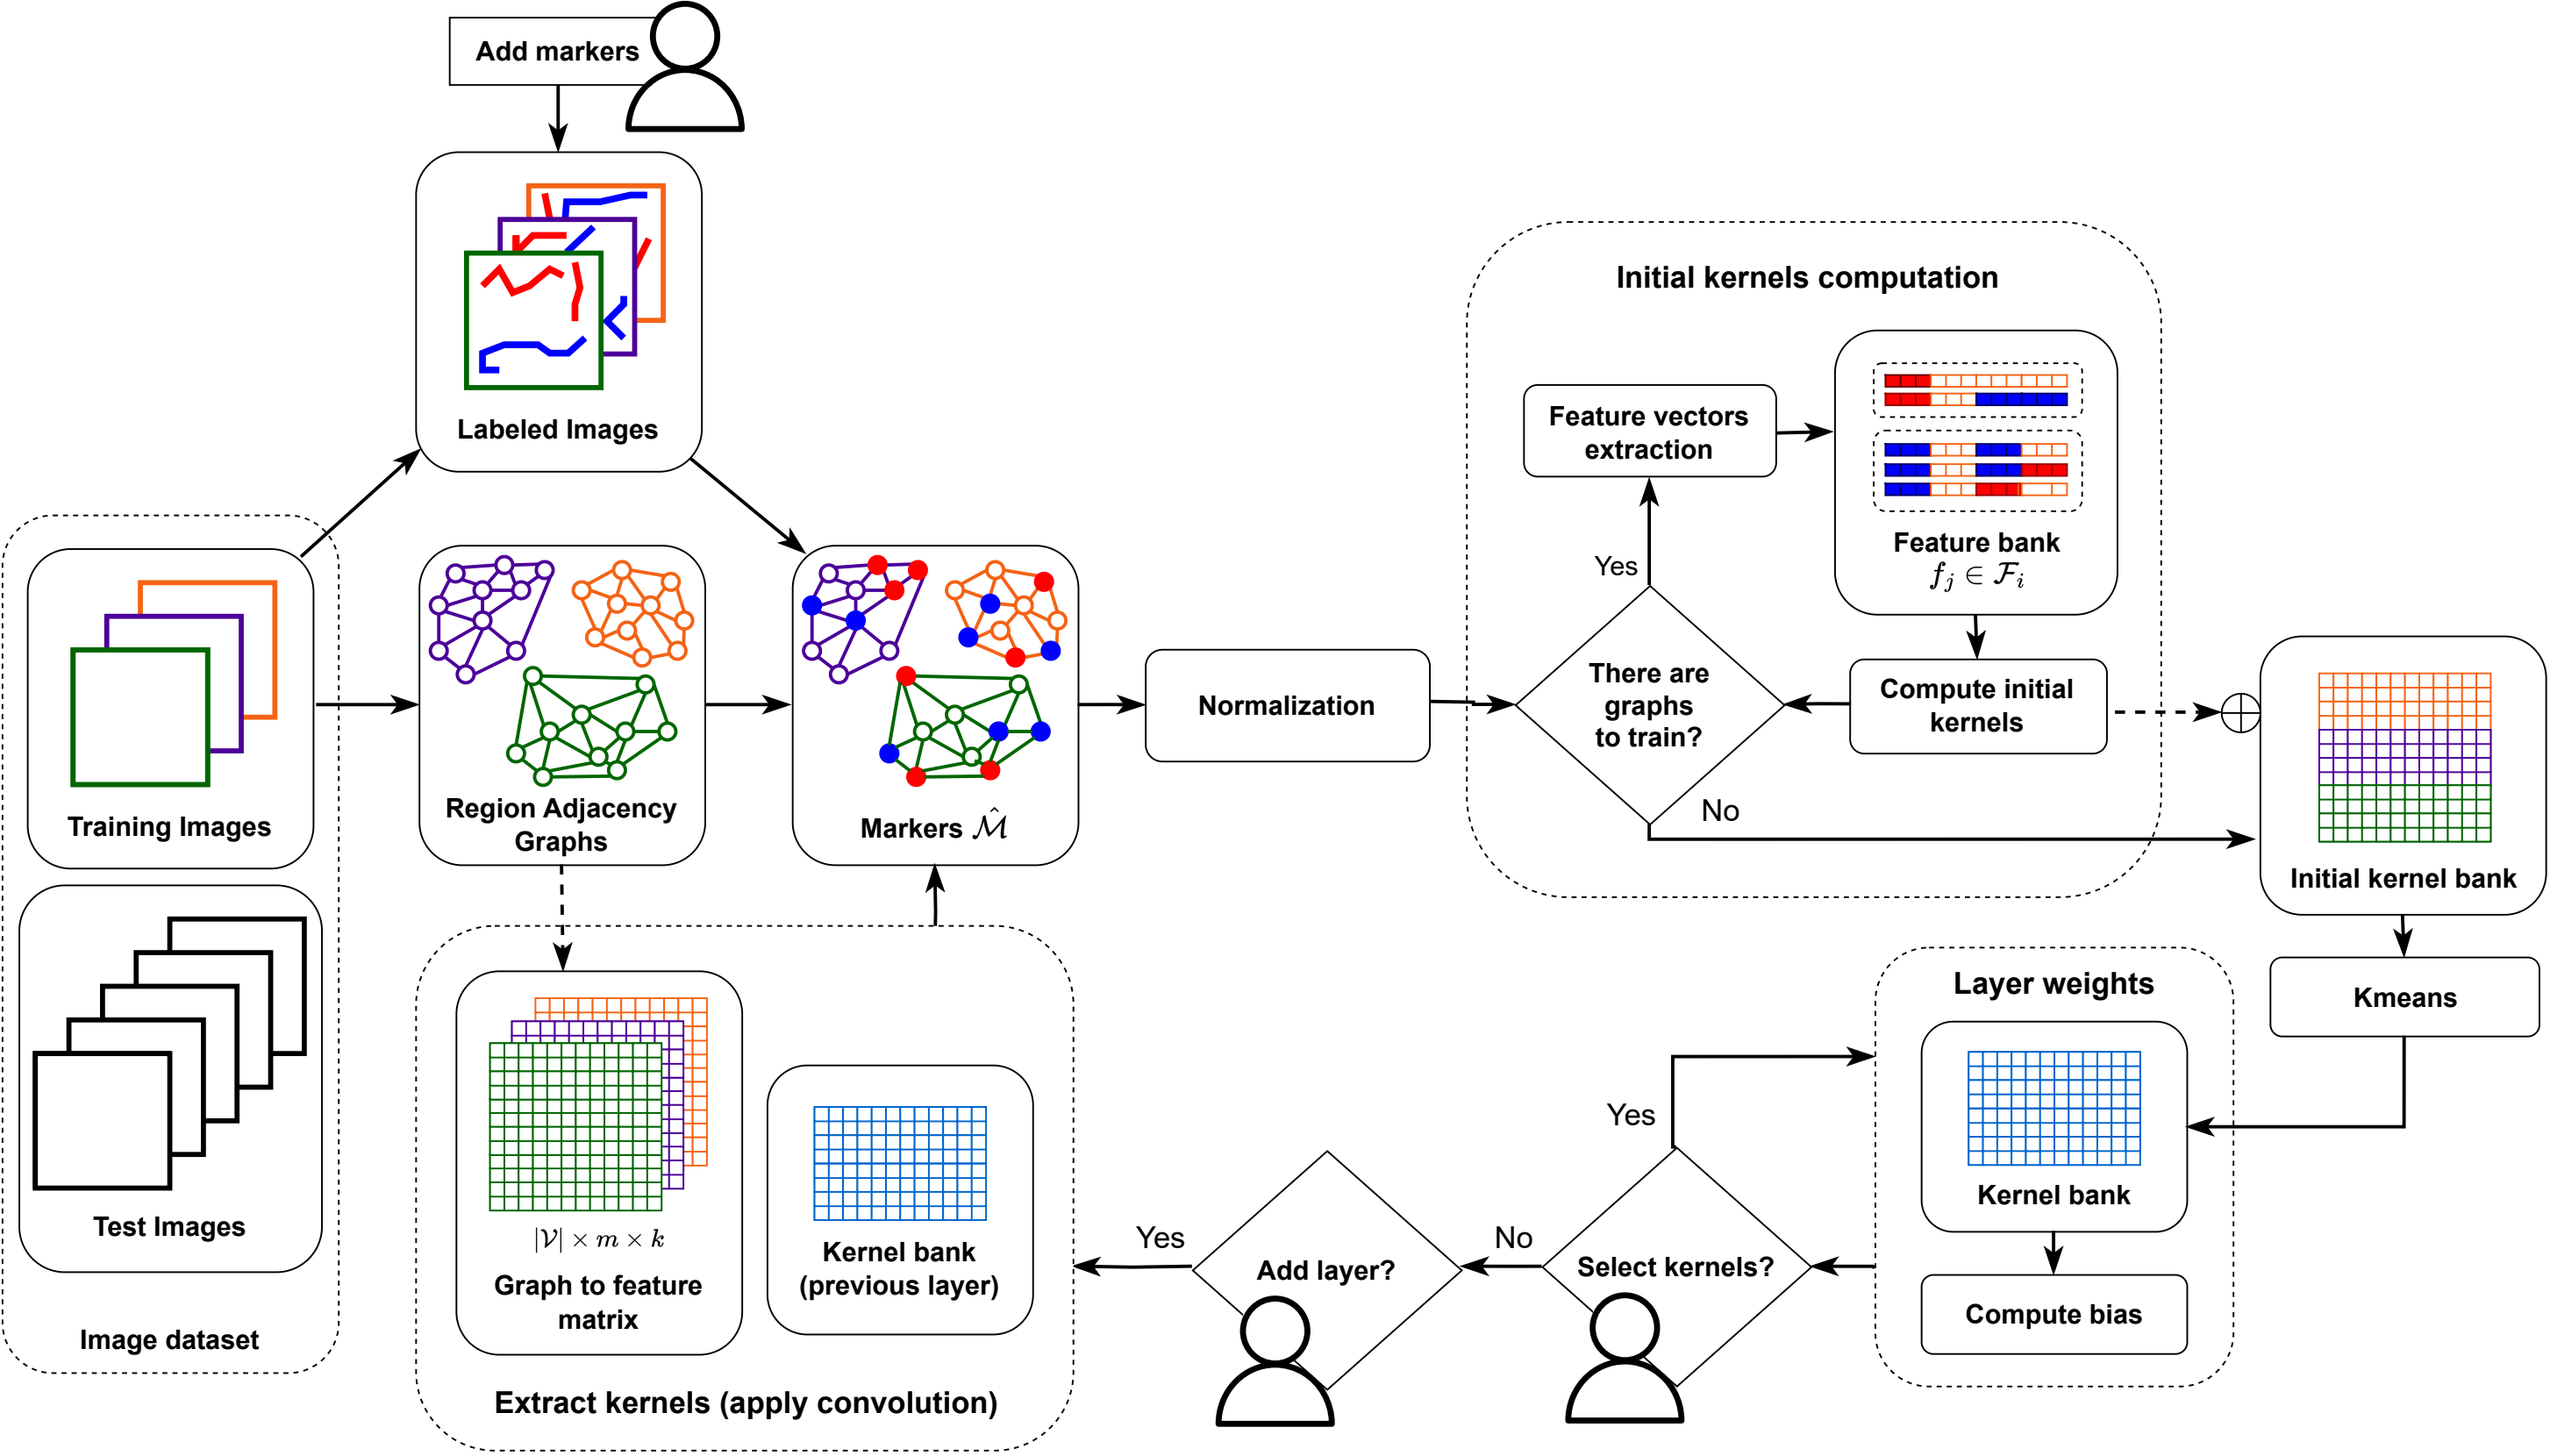 Add markers
Labeled Images
Training Images
Test Images
Image dataset
Region Adjacency
Graphs
Markers $\hat{\mathcal{M}}$
Normalization
Initial kernels computation
Feature vectors
extraction
Feature bank
$f_j \in \mathcal{F}_i$
Yes
There are
graphs
to train?
Compute initial
kernels
No
Initial kernel bank
Kmeans
Layer weights
Kernel bank
Compute bias
Yes
Select kernels?
No
Add layer?
Yes
$|\mathcal{V}| \times m \times k$
Graph to feature
matrix
Kernel bank
(previous layer)
Extract kernels (apply convolution)